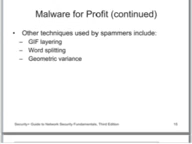 Malware for Profit (continued)
• Other techniques used by spammers include:
– GIF layering
– Word splitting
– Geometric variance
Security+ Guide to Network Security Fundamentals, Third Edition